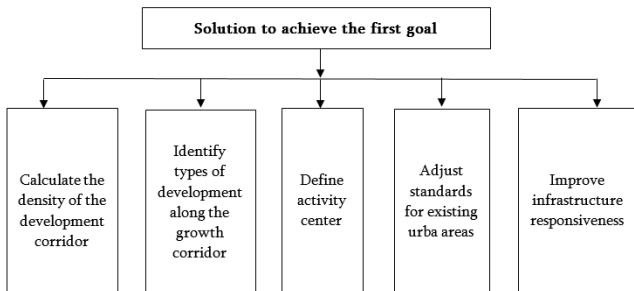 Solution to achieve the first goal
Calculate the
density of the
development
corridor
Identify
types of
development
along the
growth
corridor
Define
activity
center
Adjust
standards
for existing
urba areas
Improve
infrastructure
responsiveness